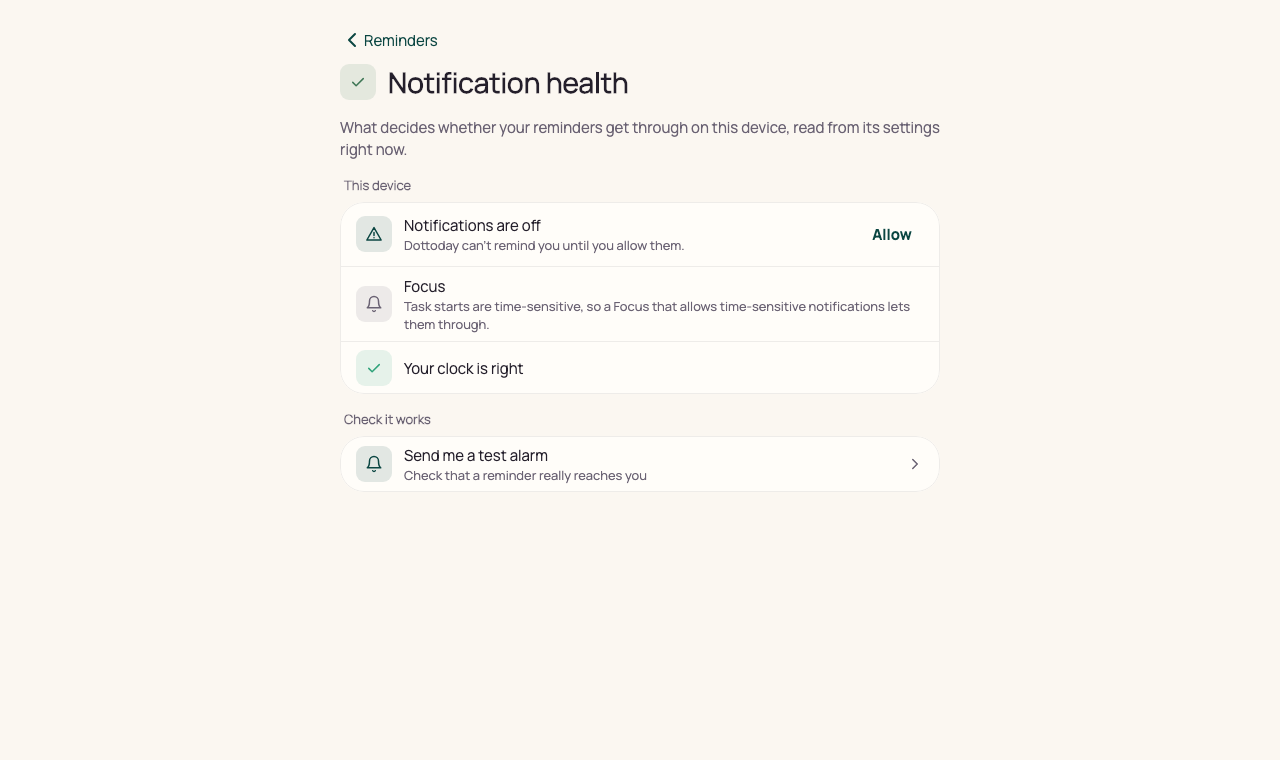 Reminders
Notification health
What decides whether your reminders get through on this device, read from its settings
right now.
This device
Notifications are off
Dottoday can't remind you until you allow them.
Allow
Focus
Task starts are time-sensitive, so a Focus that allows time-sensitive notifications lets
them through.
Your clock is right
Check it works
Send me a test alarm
Check that a reminder really reaches you